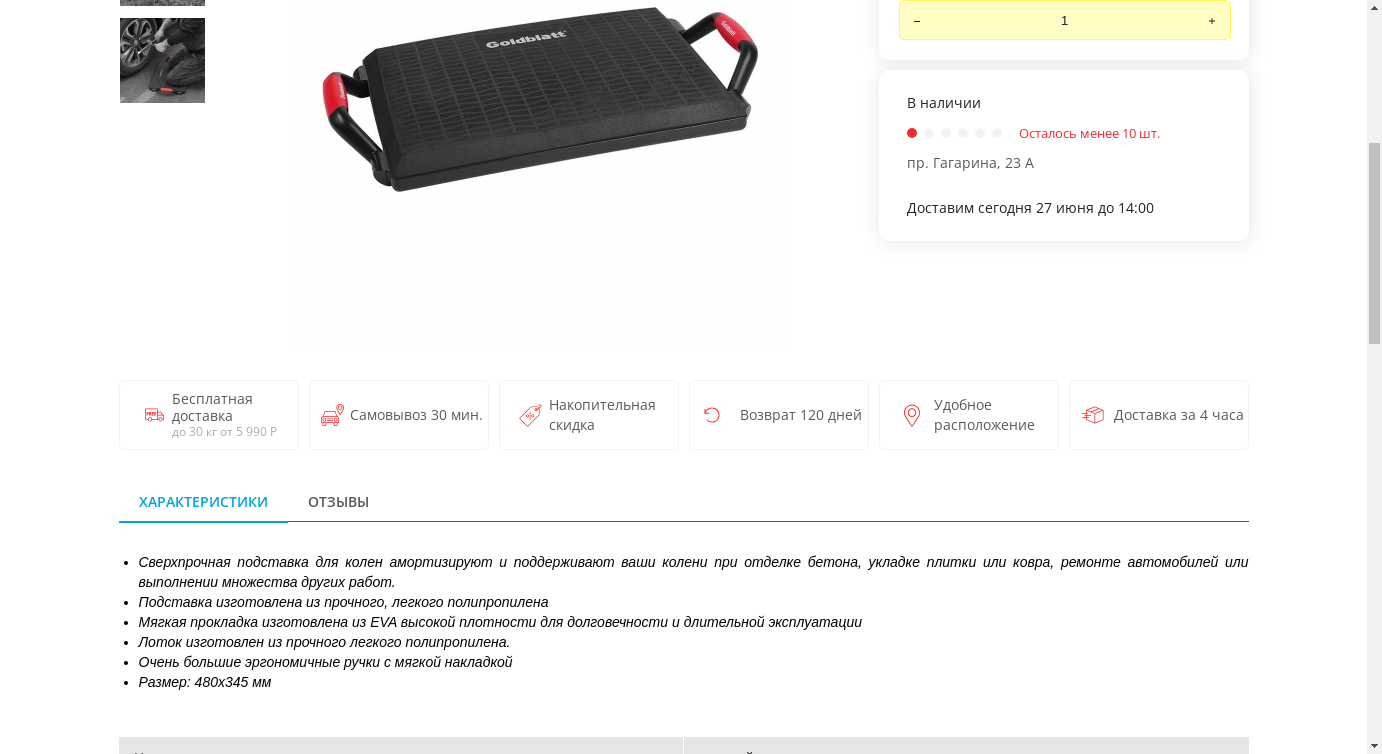 Goldblatt
−
1
+
В наличии
Осталось менее 10 шт.
пр. Гагарина, 23 А
Доставим сегодня 27 июня до 14:00
Бесплатная
доставка
до 30 кг от 5 990 Р
Самовывоз 30 мин.
Накопительная
скидка
Возврат 120 дней
Удобное
расположение
Доставка за 4 часа
ХАРАКТЕРИСТИКИ
ОТЗЫВЫ
• Сверхпрочная подставка для колен амортизируют и поддерживают ваши колени при отделке бетона, укладке плитки или ковра, ремонте автомобилей или
выполнении множества других работ.
• Подставка изготовлена из прочного, легкого полипропилена
• Мягкая прокладка изготовлена из EVA высокой плотности для долговечности и длительной эксплуатации
• Лоток изготовлен из прочного легкого полипропилена.
• Очень большие эргономичные ручки с мягкой накладкой
• Размер: 480х345 мм